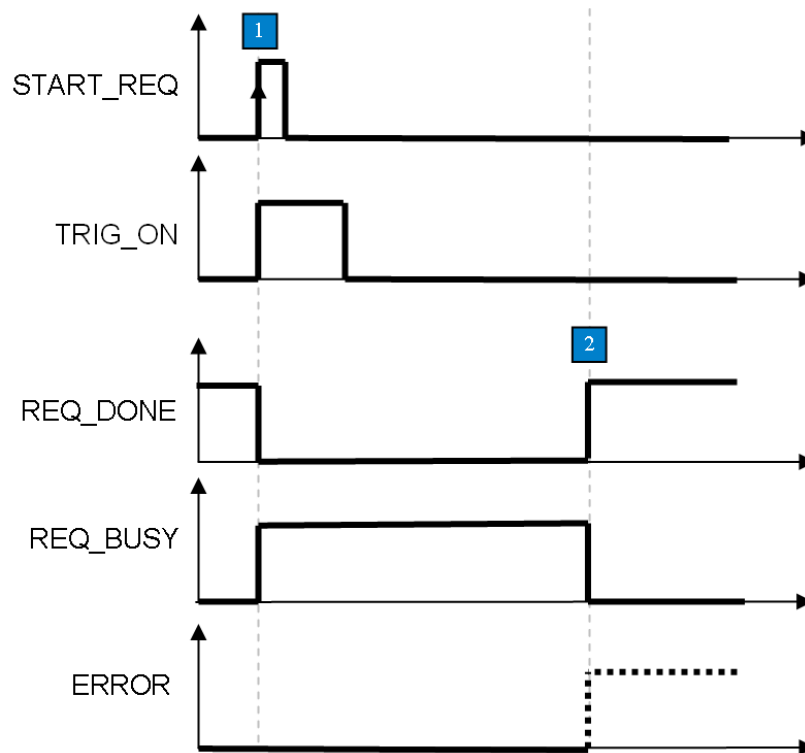 1
START_REQ
TRIG_ON
2
REQ_DONE
REQ_BUSY
ERROR